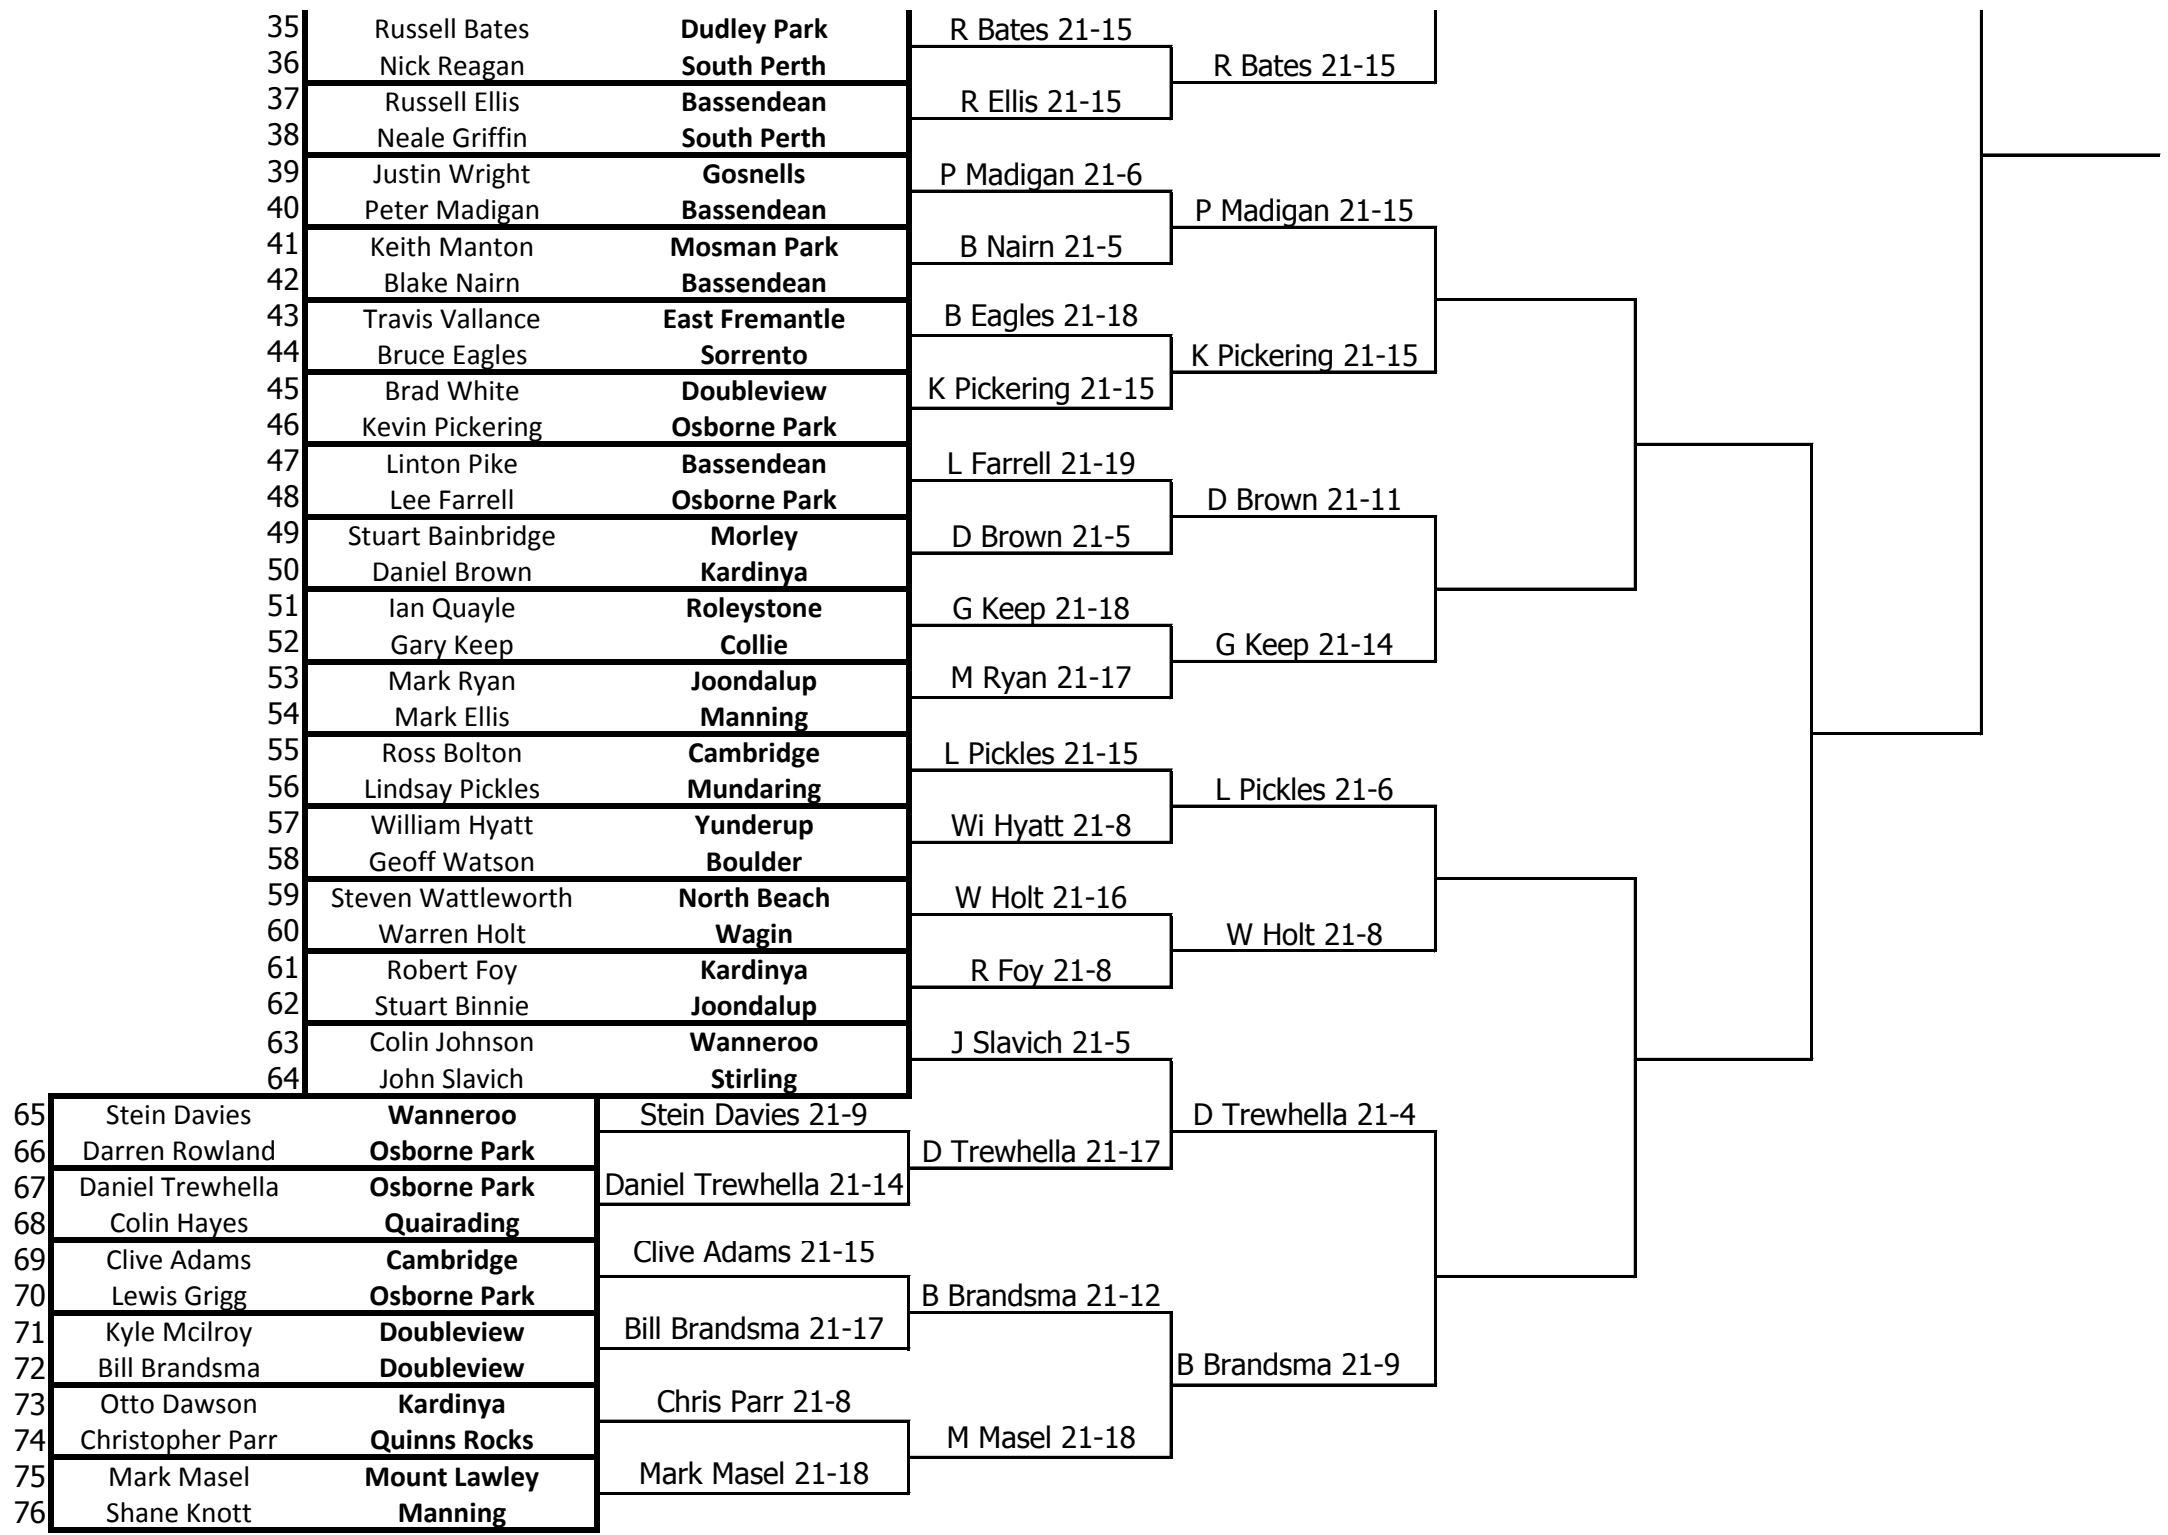 35 Russell Bates Dudley Park R Bates 21-15
36 Nick Reagan South Perth R Bates 21-15
37 Russell Ellis Bassendean R Ellis 21-15
38 Neale Griffin South Perth
39 Justin Wright Gosnells P Madigan 21-6
40 Peter Madigan Bassendean P Madigan 21-15
41 Keith Manton Mosman Park B Nairn 21-5
42 Blake Nairn Bassendean
43 Travis Vallance East Fremantle B Eagles 21-18
44 Bruce Eagles Sorrento K Pickering 21-15
45 Brad White Doubleview K Pickering 21-15
46 Kevin Pickering Osborne Park
47 Linton Pike Bassendean L Farrell 21-19
48 Lee Farrell Osborne Park D Brown 21-11
49 Stuart Bainbridge Morley D Brown 21-5
50 Daniel Brown Kardinya
51 Ian Quayle Roleystone G Keep 21-18
52 Gary Keep Collie G Keep 21-14
53 Mark Ryan Joondalup M Ryan 21-17
54 Mark Ellis Manning
55 Ross Bolton Cambridge L Pickles 21-15
56 Lindsay Pickles Mundaring L Pickles 21-6
57 William Hyatt Yunderup Wi Hyatt 21-8
58 Geoff Watson Boulder
59 Steven Wattleworth North Beach W Holt 21-16
60 Warren Holt Wagin W Holt 21-8
61 Robert Foy Kardinya R Foy 21-8
62 Stuart Binnie Joondalup
63 Colin Johnson Wanneroo J Slavich 21-5
64 John Slavich Stirling
65 Stein Davies Wanneroo Stein Davies 21-9 D Trewhella 21-4
66 Darren Rowland Osborne Park D Trewhella 21-17
67 Daniel Trewhella Osborne Park Daniel Trewhella 21-14
68 Colin Hayes Quairading
69 Clive Adams Cambridge Clive Adams 21-15
70 Lewis Grigg Osborne Park B Brandsma 21-12
71 Kyle Mcilroy Doubleview Bill Brandsma 21-17
72 Bill Brandsma Doubleview B Brandsma 21-9
73 Otto Dawson Kardinya Chris Parr 21-8
74 Christopher Parr Quinns Rocks M Masel 21-18
75 Mark Masel Mount Lawley Mark Masel 21-18
76 Shane Knott Manning